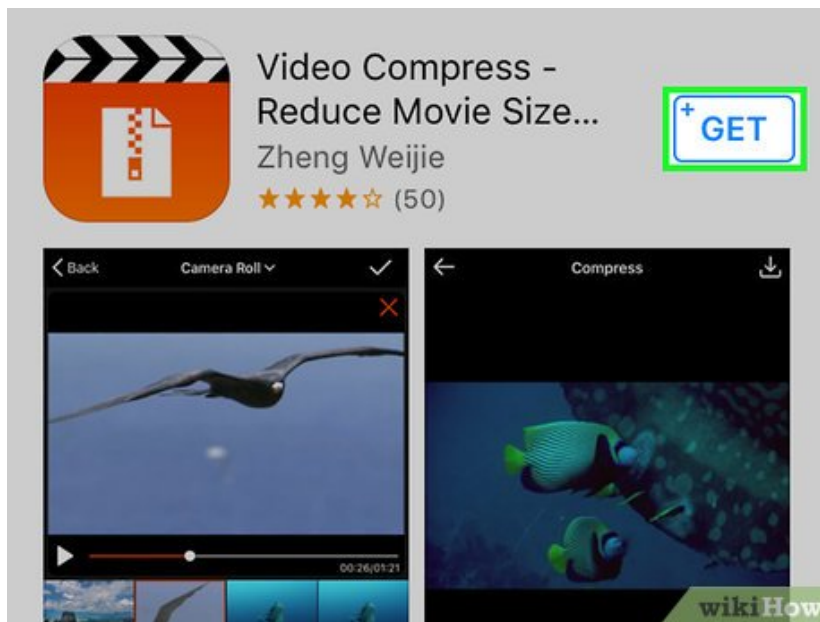 Video Compress -
Reduce Movie Size...
Zheng Weijie
(50)
+ GET
Back
Camera Roll
Compress
00:26/01:21
wikiHow